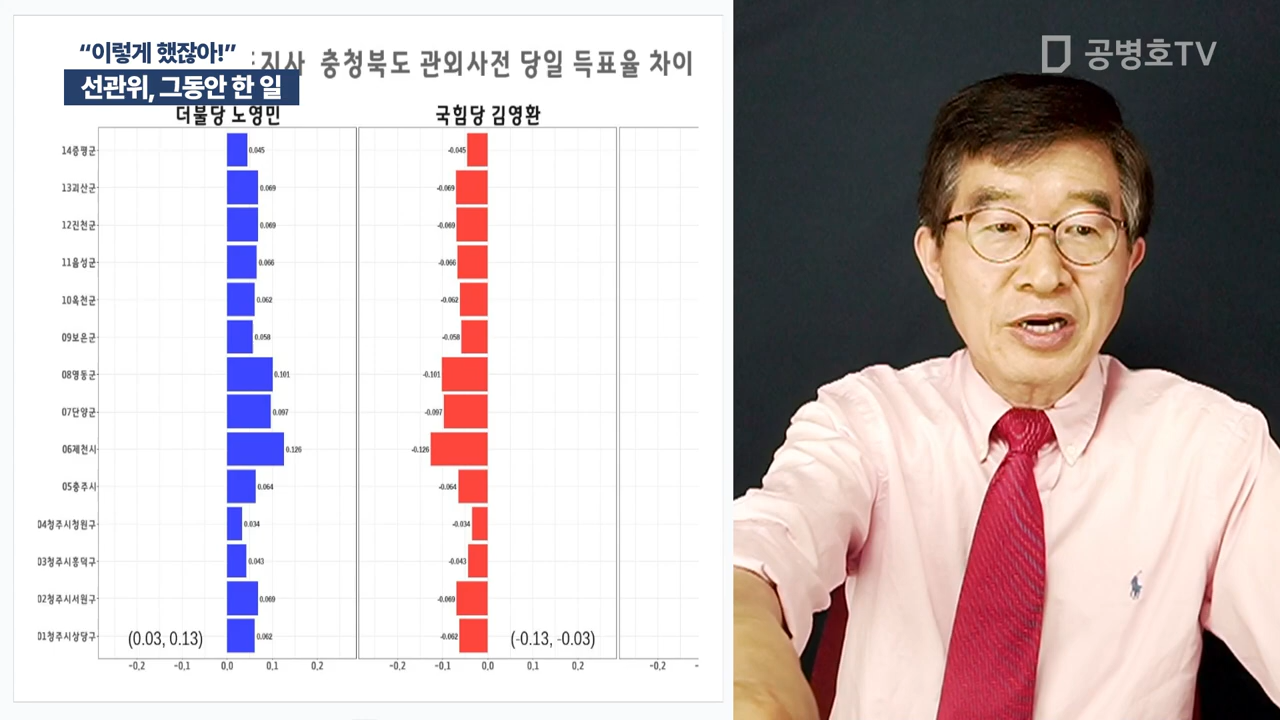 “이렇게 했잖아!”
선관위, 그동안 한 일
지사 충청북도 관외사전 당일 득표율 차이
공병호TV
더불당 노영민 국힘당 김영환
14증평군 0.045 -0.045
13괴산군 0.069 -0.069
12진천군 0.069 -0.069
11음성군 0.066 -0.066
10옥천군 0.062 -0.062
09보은군 0.058 -0.058
08영동군 0.101 -0.101
07단양군 0.097 -0.097
06제천시 0.126 -0.126
05충주시 0.064 -0.064
04청주시청원구 0.034 -0.034
03청주시흥덕구 0.043 -0.043
02청주시서원구 0.069 -0.069
01청주시상당구 (0.03, 0.13) 0.062 -0.062 (-0.13, -0.03)
-0,2 -0,1 0,0 0,1 0,2 -0,2 -0,1 0,0 0,1 0,2 -0,2